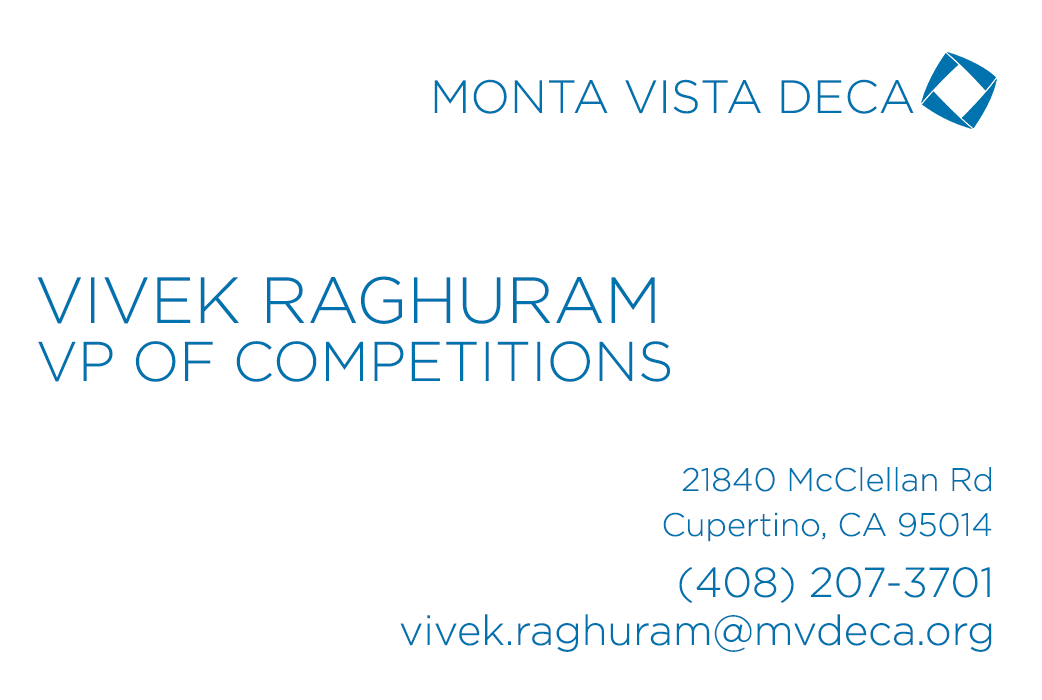 MONTA VISTA DECA
VIVEK RAGHURAM
VP OF COMPETITIONS
21840 McClellan Rd
Cupertino, CA 95014
(408) 207-3701
vivek.raghuram@mvdeca.org